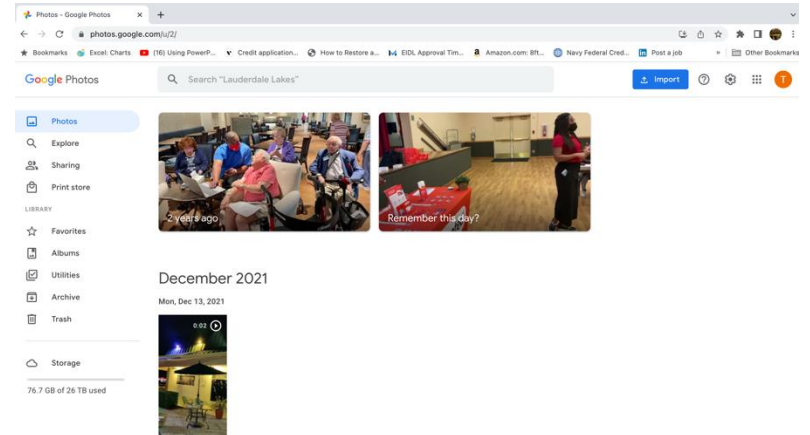 Photos - Google Photos
photos.google.com/u/2/
Bookmarks Excel: Charts (16) Using PowerP... Credit application... How to Restore a... EIDL Approval Tim... Amazon.com: 8ft... Navy Federal Cred... Post a job » Other Bookmarks
Google Photos Search "Lauderdale Lakes" Import T
Photos
Explore
Sharing
Print store
LIBRARY
Favorites
Albums
Utilities
Archive
Trash
Storage
76.7 GB of 26 TB used
2 years ago Remember this day?
December 2021
Mon, Dec 13, 2021
0:02